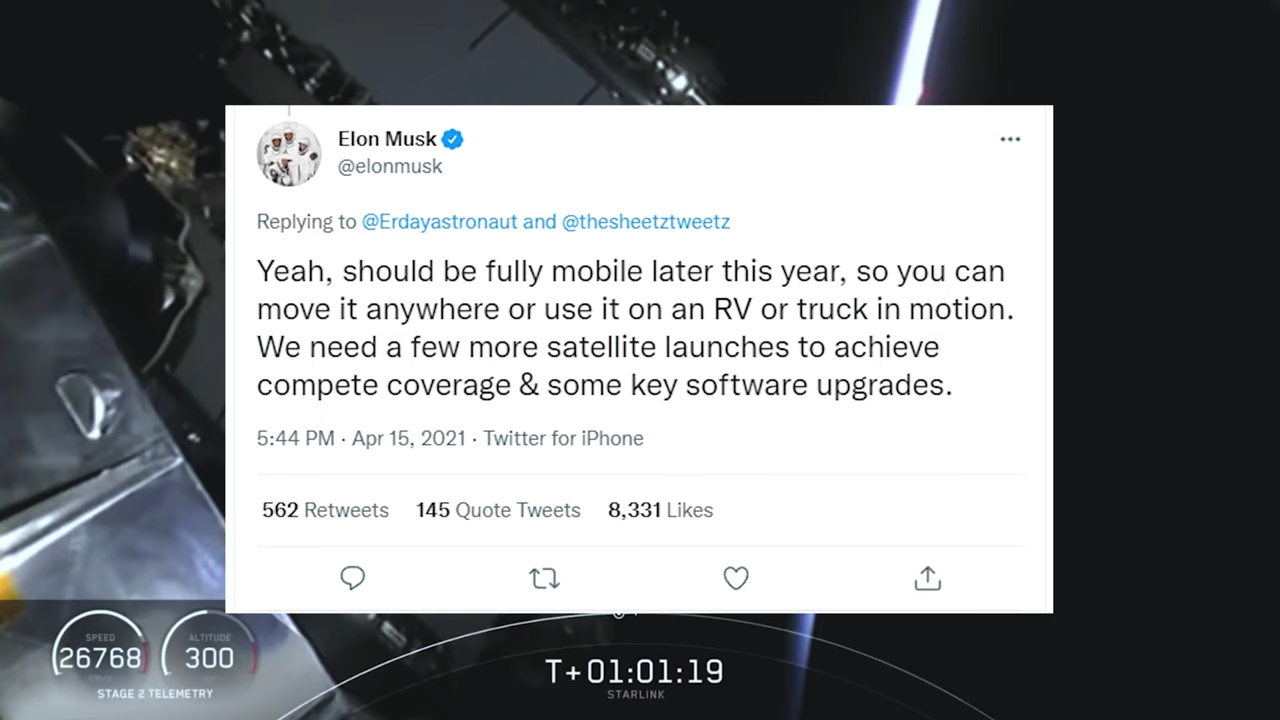 Elon Musk
@elonmusk
Replying to @Erdayastronaut and @thesheetztweetz
Yeah, should be fully mobile later this year, so you can
move it anywhere or use it on an RV or truck in motion.
We need a few more satellite launches to achieve
compete coverage & some key software upgrades.
5:44 PM · Apr 15, 2021 · Twitter for iPhone
562 Retweets 145 Quote Tweets 8,331 Likes
SPEED
26768
ALTITUDE
300
STAGE 2 TELEMETRY
T+01:01:19
STARLINK